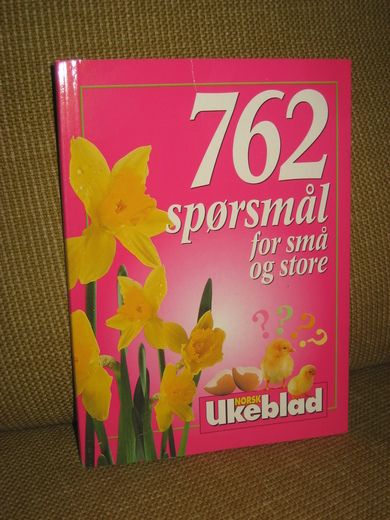 762
spørsmål
for små
og store
? ? ? ?
NORSK
Ukeblad